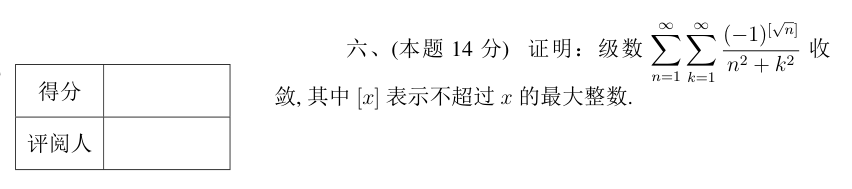 六、(本题 14 分) 证明：级数 $\sum_{n=1}^{\infty}\sum_{k=1}^{\infty}\frac{(-1)^{[\sqrt{n}]}}{n^2+k^2}$ 收
敛, 其中 [x] 表示不超过 x 的最大整数.
得分
评阅人